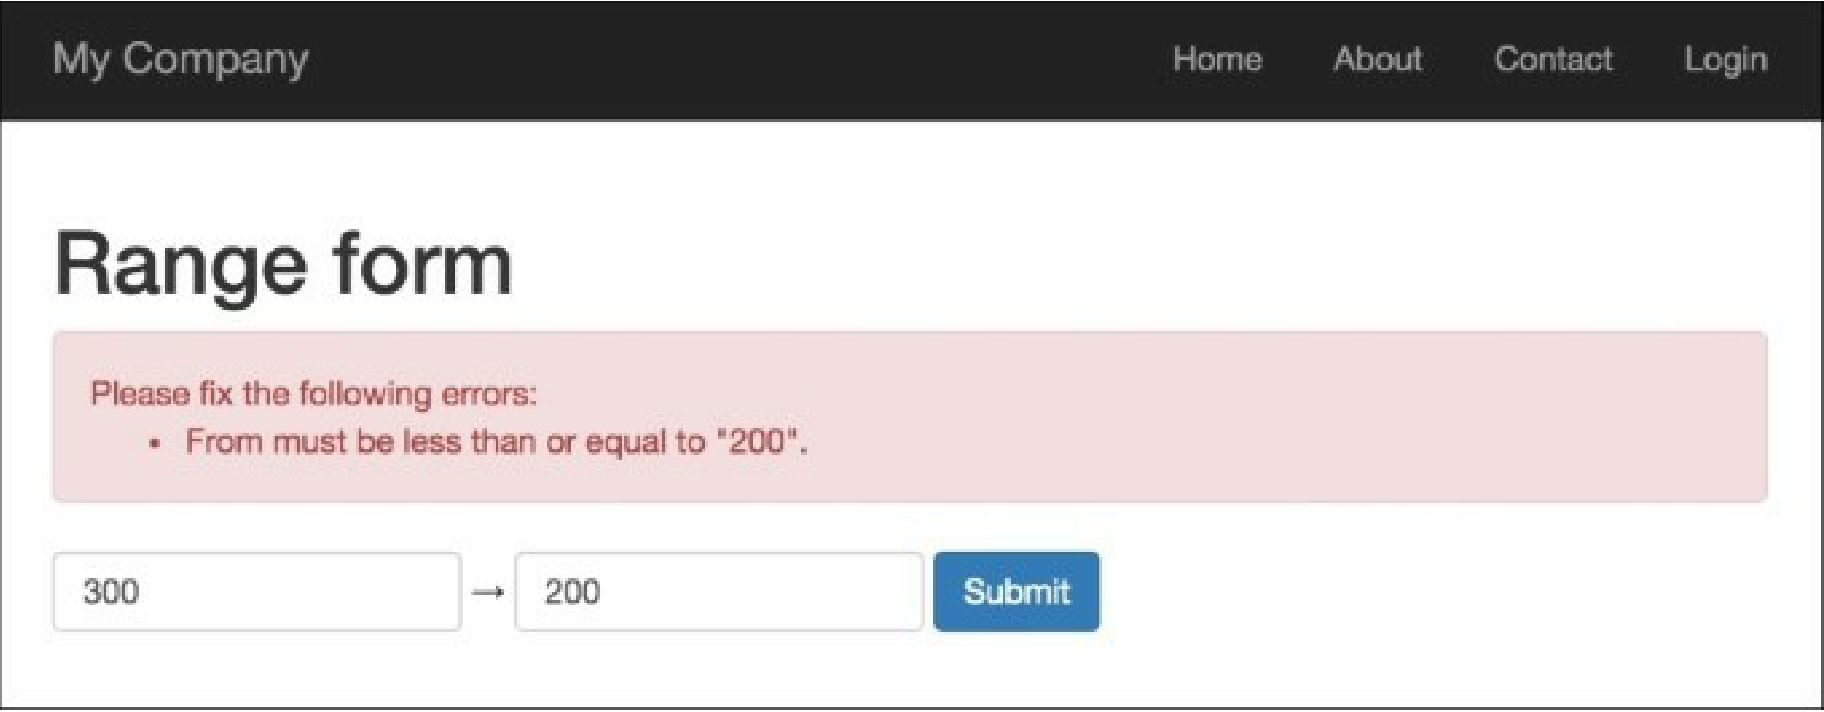 My Company Home About Contact Login
Range form
Please fix the following errors:
• From must be less than or equal to "200".
300 → 200 Submit